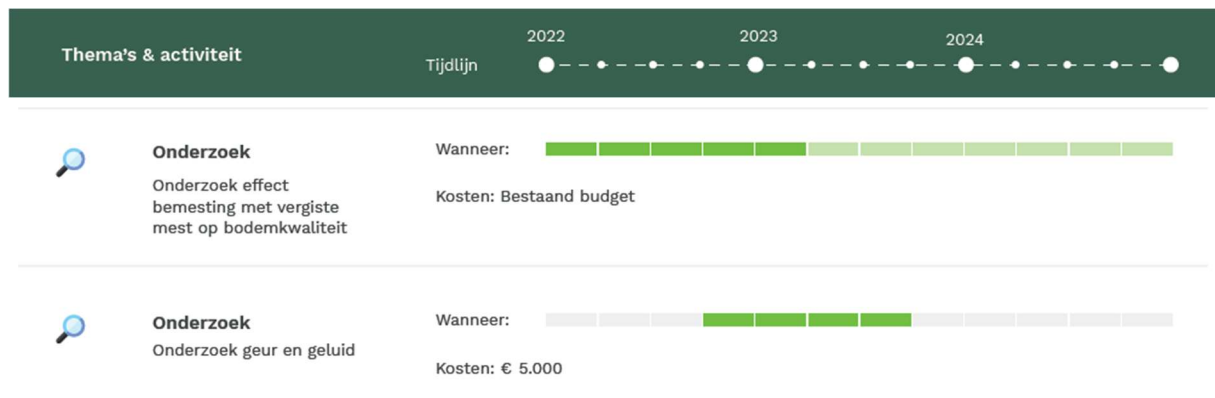 Thema's & activiteit
Tijdlijn
2022
2023
2024
Onderzoek
Onderzoek effect
bemesting met vergiste
mest op bodemkwaliteit
Wanneer:
Kosten: Bestaand budget
Onderzoek
Onderzoek geur en geluid
Wanneer:
Kosten: € 5.000